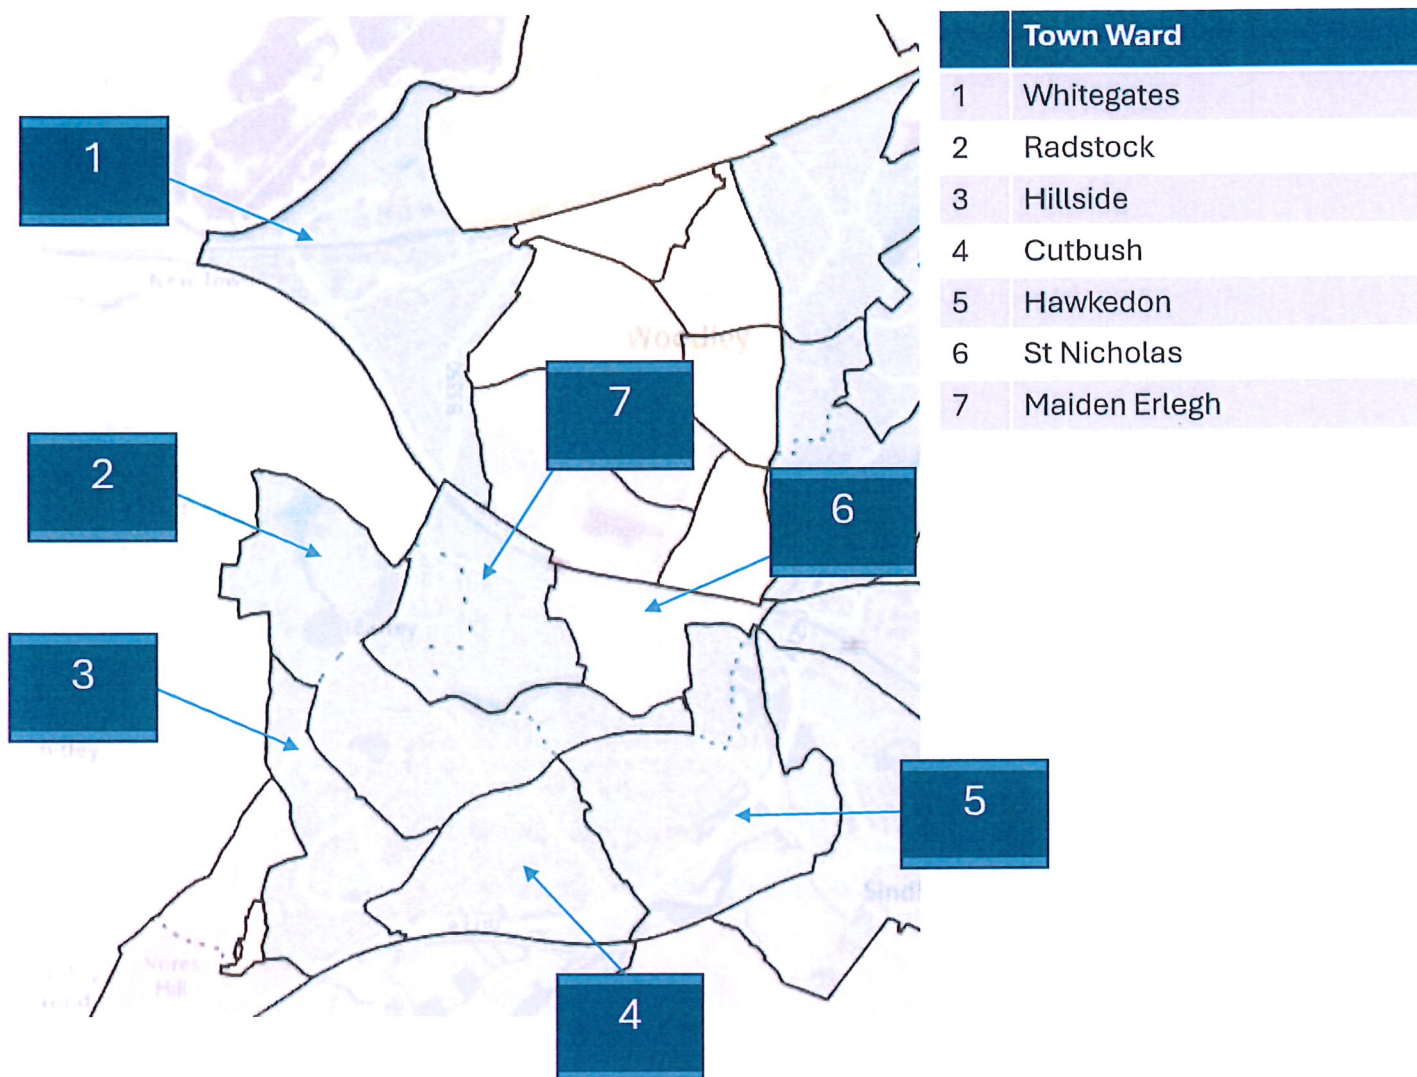 Town Ward
1 Whitegates
2 Radstock
3 Hillside
4 Cutbush
5 Hawkedon
6 St Nicholas
7 Maiden Erlegh
1
Woodley
7
2
6
3
5
4